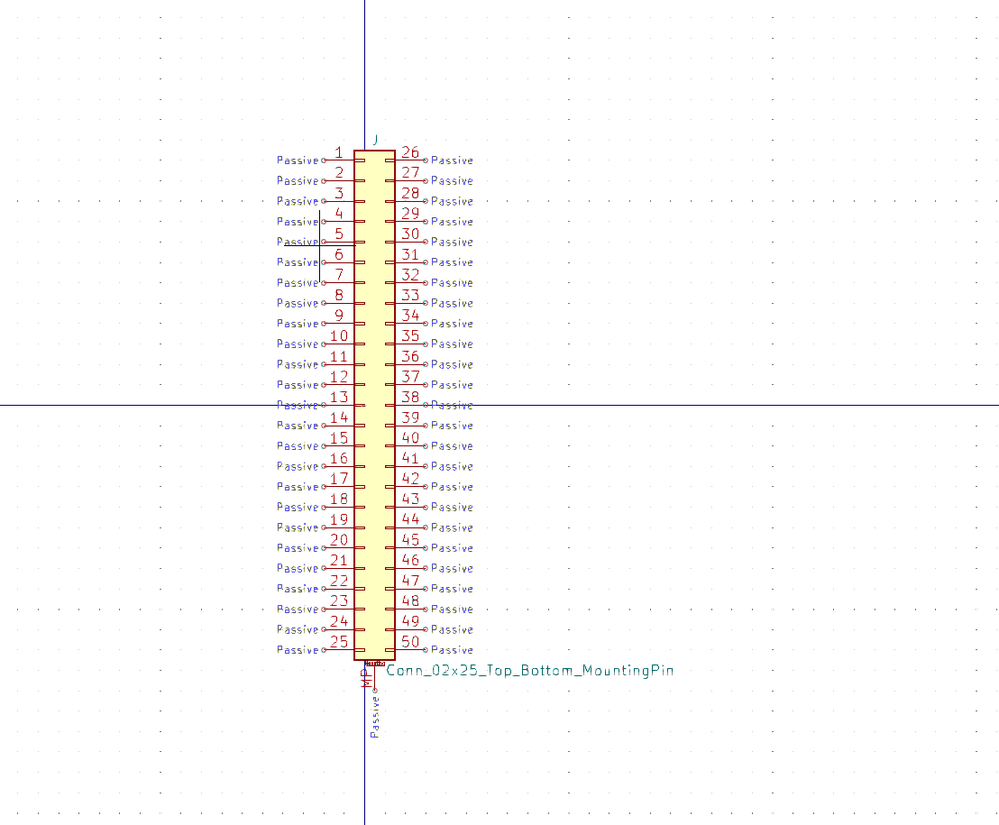 J
Passive 1 26 Passive
Passive 2 27 Passive
Passive 3 28 Passive
Passive 4 29 Passive
Passive 5 30 Passive
Passive 6 31 Passive
Passive 7 32 Passive
Passive 8 33 Passive
Passive 9 34 Passive
Passive 10 35 Passive
Passive 11 36 Passive
Passive 12 37 Passive
Passive 13 38 Passive
Passive 14 39 Passive
Passive 15 40 Passive
Passive 16 41 Passive
Passive 17 42 Passive
Passive 18 43 Passive
Passive 19 44 Passive
Passive 20 45 Passive
Passive 21 46 Passive
Passive 22 47 Passive
Passive 23 48 Passive
Passive 24 49 Passive
Passive 25 50 Passive
Conn_02x25_Top_Bottom_MountingPin
MP
Passive